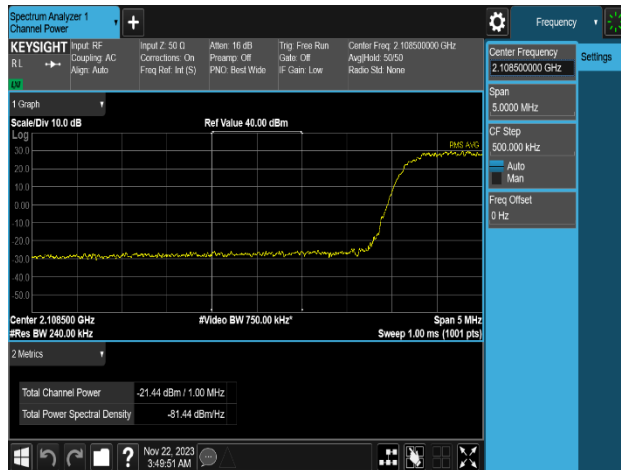 Spectrum Analyzer 1
Channel Power
+
Frequency
KEYSIGHT
RL
Input: RF
Coupling: AC
Align: Auto
Input Z: 50 Ω
Corrections: On
Freq Ref: Int (S)
Atten: 16 dB
Preamp: Off
PNO: Best Wide
Trig: Free Run
Gate: Off
IF Gain: Low
Center Freq: 2.108500000 GHz
Avg|Hold: 50/50
Radio Std: None
LXI
Center Frequency
2.108500000 GHz
Settings
Span
5.0000 MHz
CF Step
500.000 kHz
Auto
Man
Freq Offset
0 Hz
1 Graph
Scale/Div 10.0 dB
Ref Value 40.00 dBm
Log
RMS AVG
30.0
20.0
10.0
0.00
-10.0
-20.0
-30.0
-40.0
-50.0
Center 2.108500 GHz
#Video BW 750.00 kHz*
Span 5 MHz
#Res BW 240.00 kHz
Sweep 1.00 ms (1001 pts)
2 Metrics
Total Channel Power -21.44 dBm / 1.00 MHz
Total Power Spectral Density -81.44 dBm/Hz
?
Nov 22, 2023
3:49:51 AM